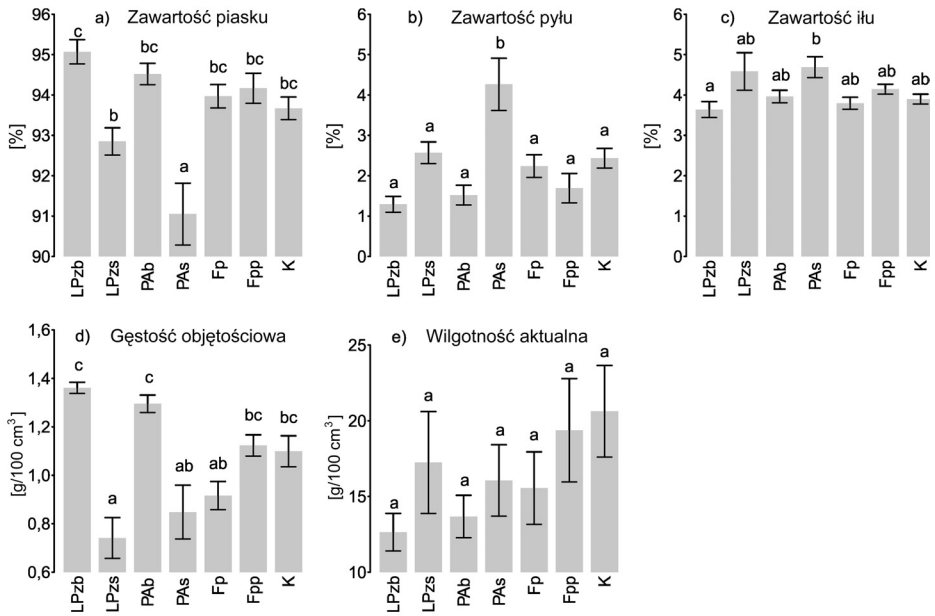 a) Zawartość piasku
96
95
94
93
92
91
90
[%]
c
b
bc
a
bc
bc
bc
LPzb
LPzs
PAb
PAs
Fp
Fpp
K
b) Zawartość pyłu
6
5
4
3
2
1
0
[%]
a
a
a
b
a
a
a
LPzb
LPzs
PAb
PAs
Fp
Fpp
K
c) Zawartość iłu
6
5
4
3
2
1
0
[%]
a
ab
ab
b
ab
ab
ab
LPzb
LPzs
PAb
PAs
Fp
Fpp
K
d) Gęstość objętościowa
1,6
1,4
1,2
1,0
0,8
0,6
[g/100 cm³]
c
a
c
ab
ab
bc
bc
LPzb
LPzs
PAb
PAs
Fp
Fpp
K
e) Wilgotność aktualna
25
20
15
10
[g/100 cm³]
a
a
a
a
a
a
a
LPzb
LPzs
PAb
PAs
Fp
Fpp
K